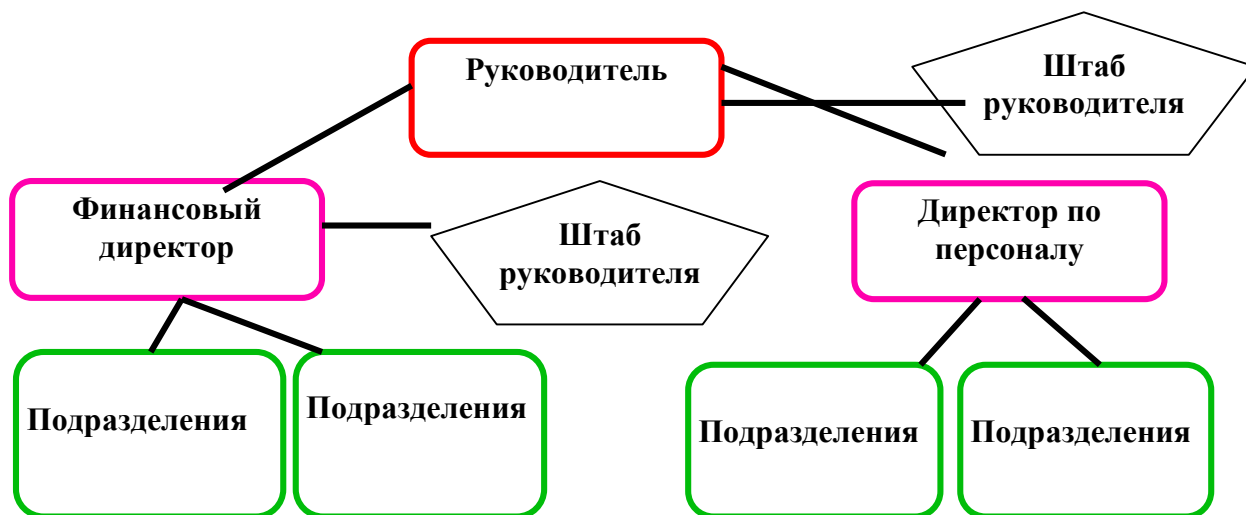 Руководитель
Штаб
руководителя
Финансовый
директор
Штаб
руководителя
Директор по
персоналу
Подразделения
Подразделения
Подразделения
Подразделения